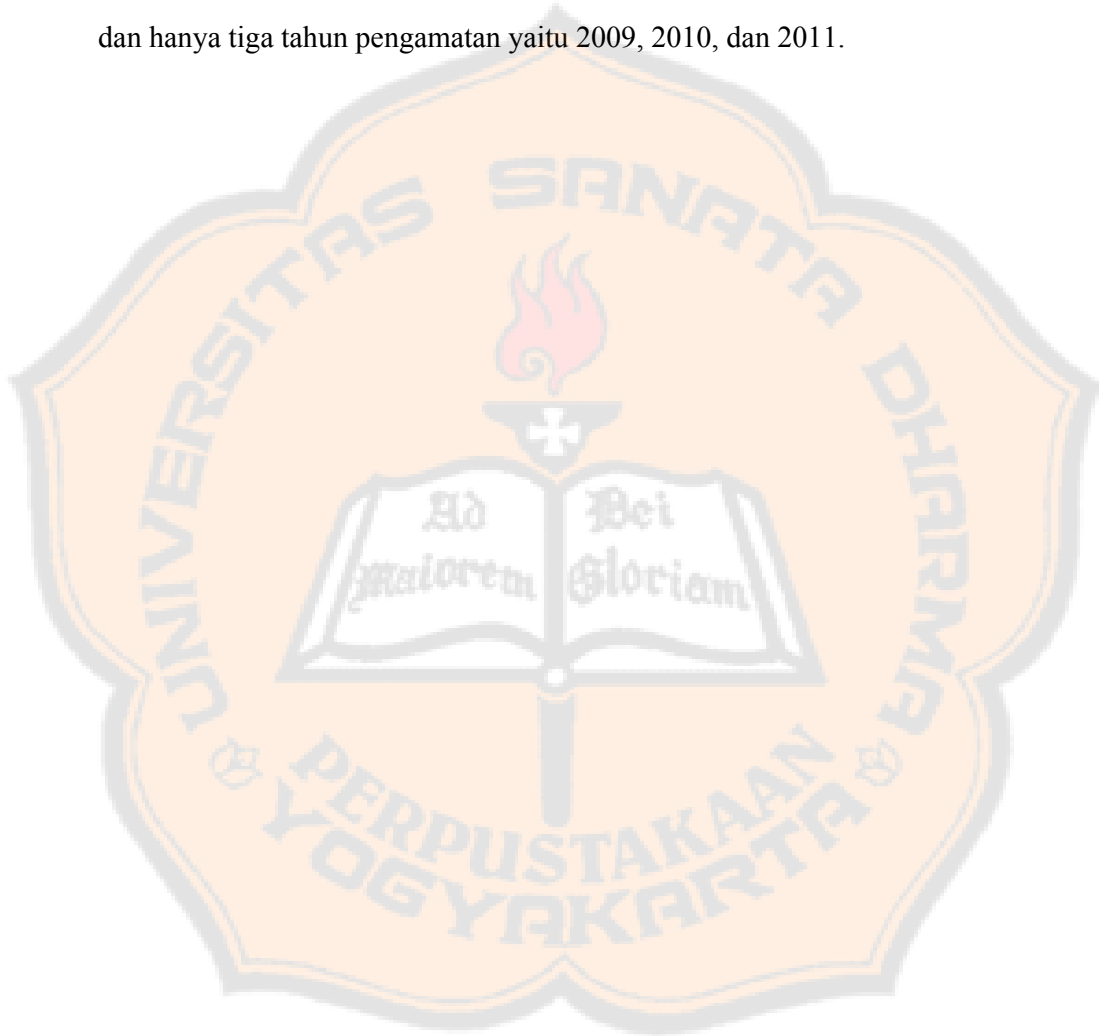 dan hanya tiga tahun pengamatan yaitu 2009, 2010, dan 2011.
UNIVERSITAS SANATA DHARMA
Ad
Maiorem
Dei
Gloriam
PERPUSTAKAAN
YOGYAKARTA